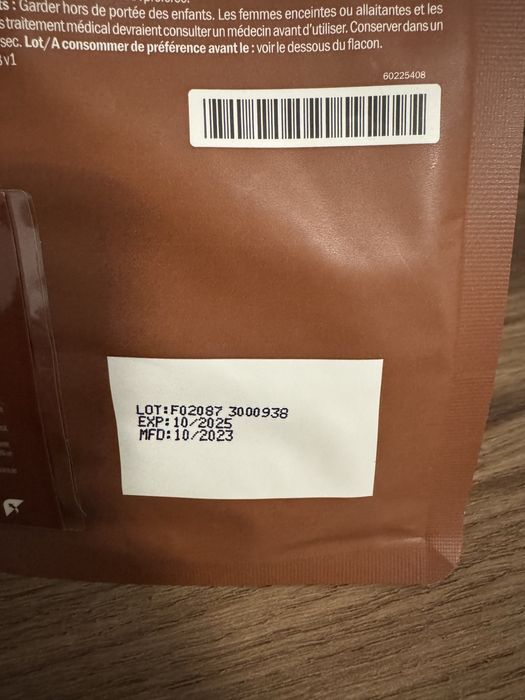 ts : Garder hors de portée des enfants. Les femmes enceintes ou allaitantes et les
s traitement médical devraient consulter un médecin avant d'utiliser. Conserver dans un
sec. Lot/A consommer de préférence avant le : voir le dessous du flacon.
v1
60225408
LOT:F02087 3000938
EXP:10/2025
MFD:10/2023